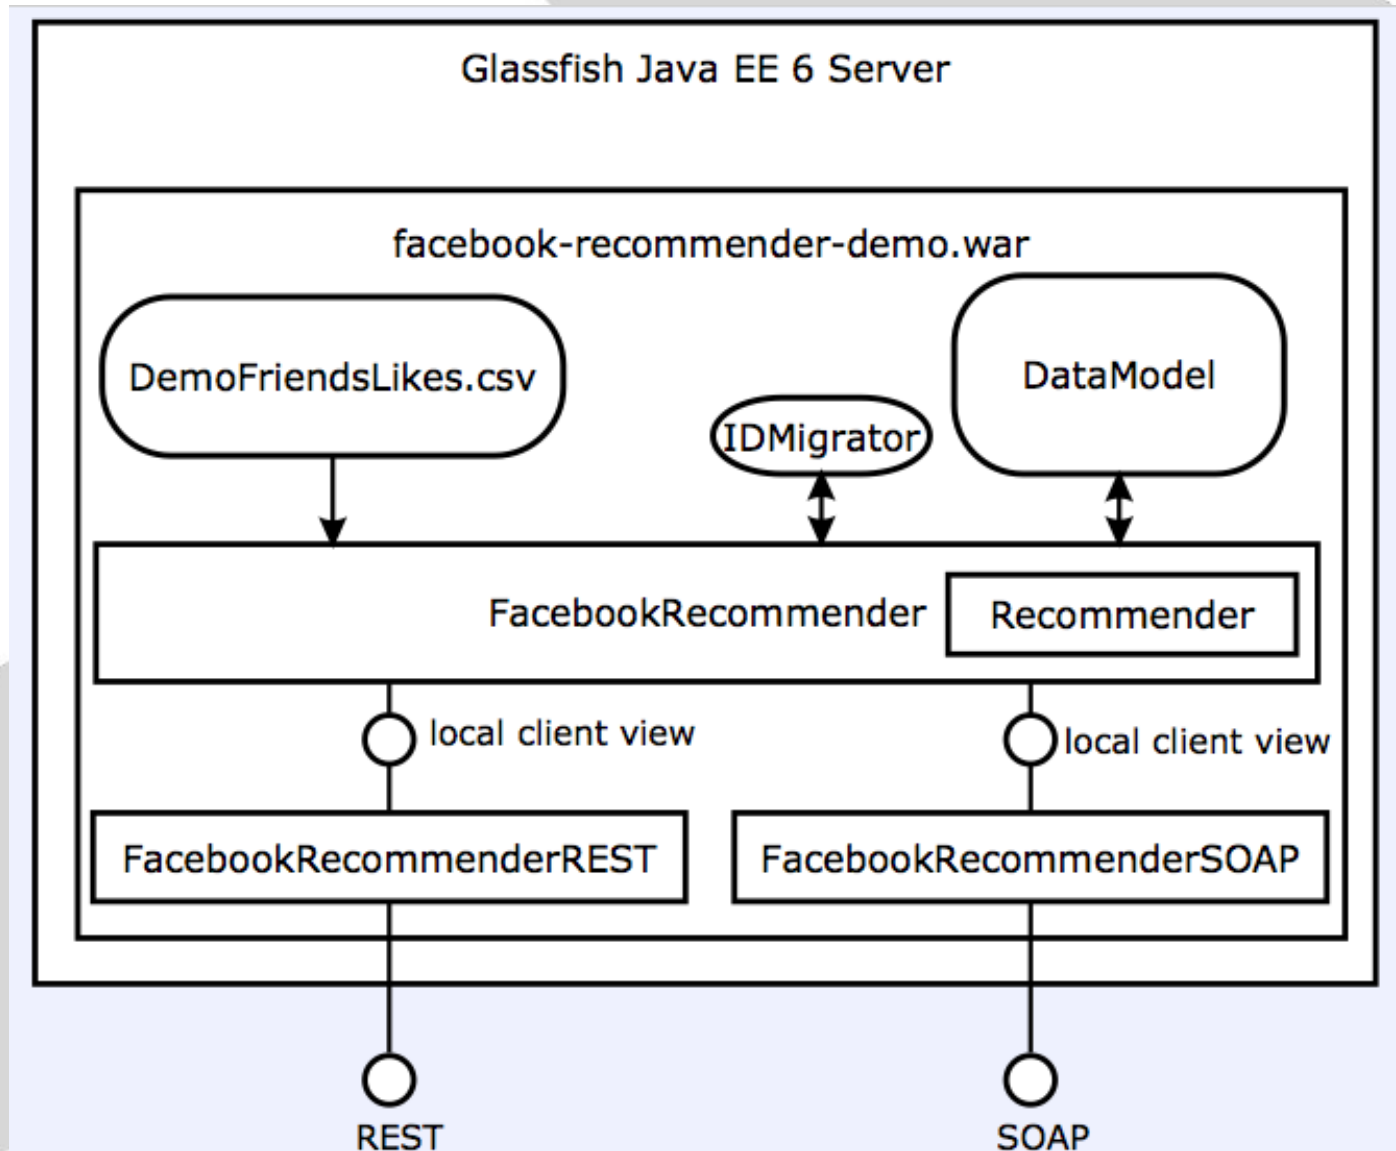 Glassfish Java EE 6 Server
facebook-recommender-demo.war
DemoFriendsLikes.csv
DataModel
IDMigrator
FacebookRecommender
Recommender
local client view
local client view
FacebookRecommenderREST
FacebookRecommenderSOAP
REST
SOAP